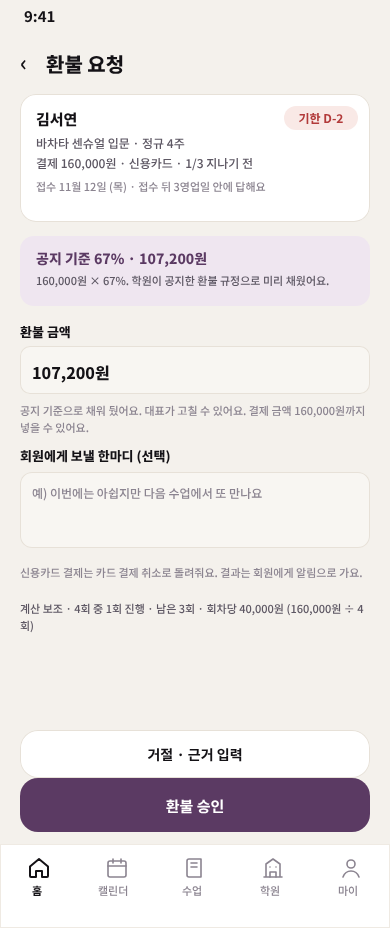 9:41
‹ 환불 요청
김서연
기한 D-2
바차타 센슈얼 입문 · 정규 4주
결제 160,000원 · 신용카드 · 1/3 지나기 전
접수 11월 12일 (목) · 접수 뒤 3영업일 안에 답해요
공지 기준 67% · 107,200원
160,000원 × 67%. 학원이 공지한 환불 규정으로 미리 채웠어요.
환불 금액
107,200원
공지 기준으로 채워 뒀어요. 대표가 고칠 수 있어요. 결제 금액 160,000원까지
넣을 수 있어요.
회원에게 보낼 한마디 (선택)
예) 이번에는 아쉽지만 다음 수업에서 또 만나요
신용카드 결제는 카드 결제 취소로 돌려줘요. 결과는 회원에게 알림으로 가요.
계산 보조 · 4회 중 1회 진행 · 남은 3회 · 회차당 40,000원 (160,000원 ÷ 4
회)
거절 · 근거 입력
환불 승인
홈
캘린더
수업
학원
마이